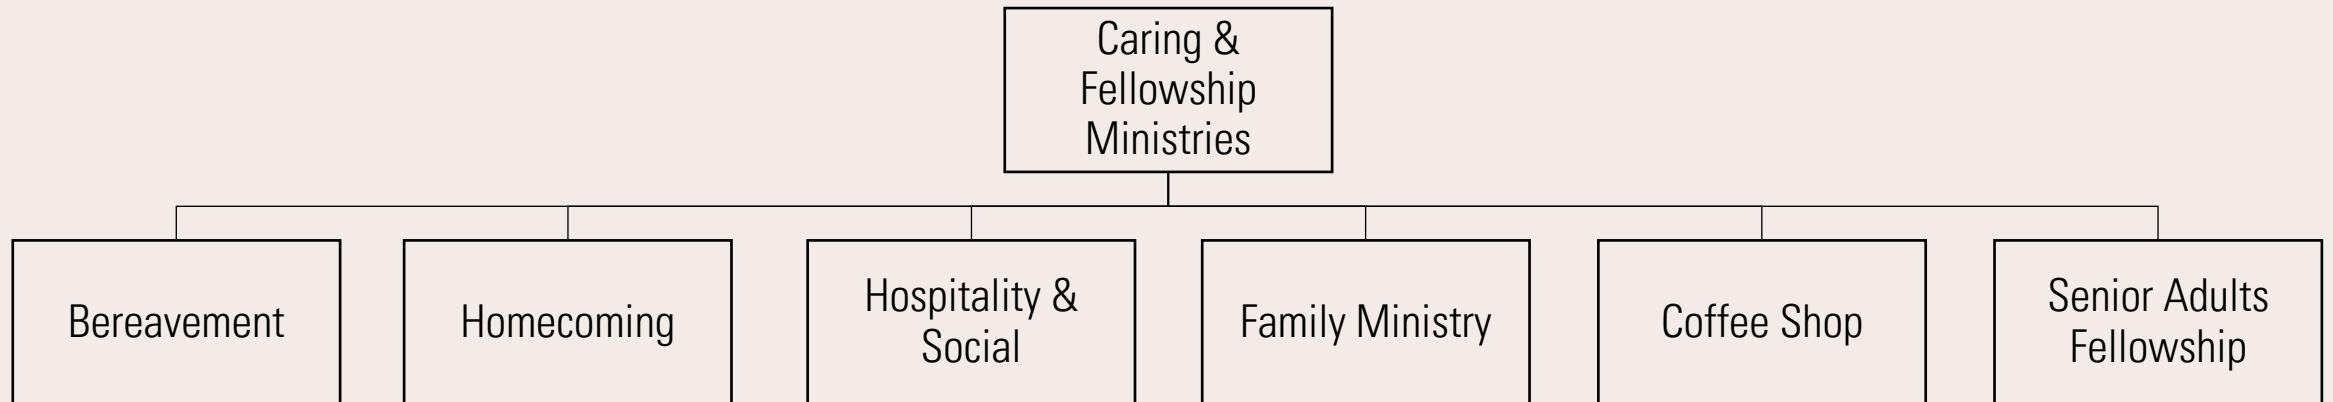 Caring &
Fellowship
Ministries
Bereavement
Homecoming
Hospitality &
Social
Family Ministry
Coffee Shop
Senior Adults
Fellowship